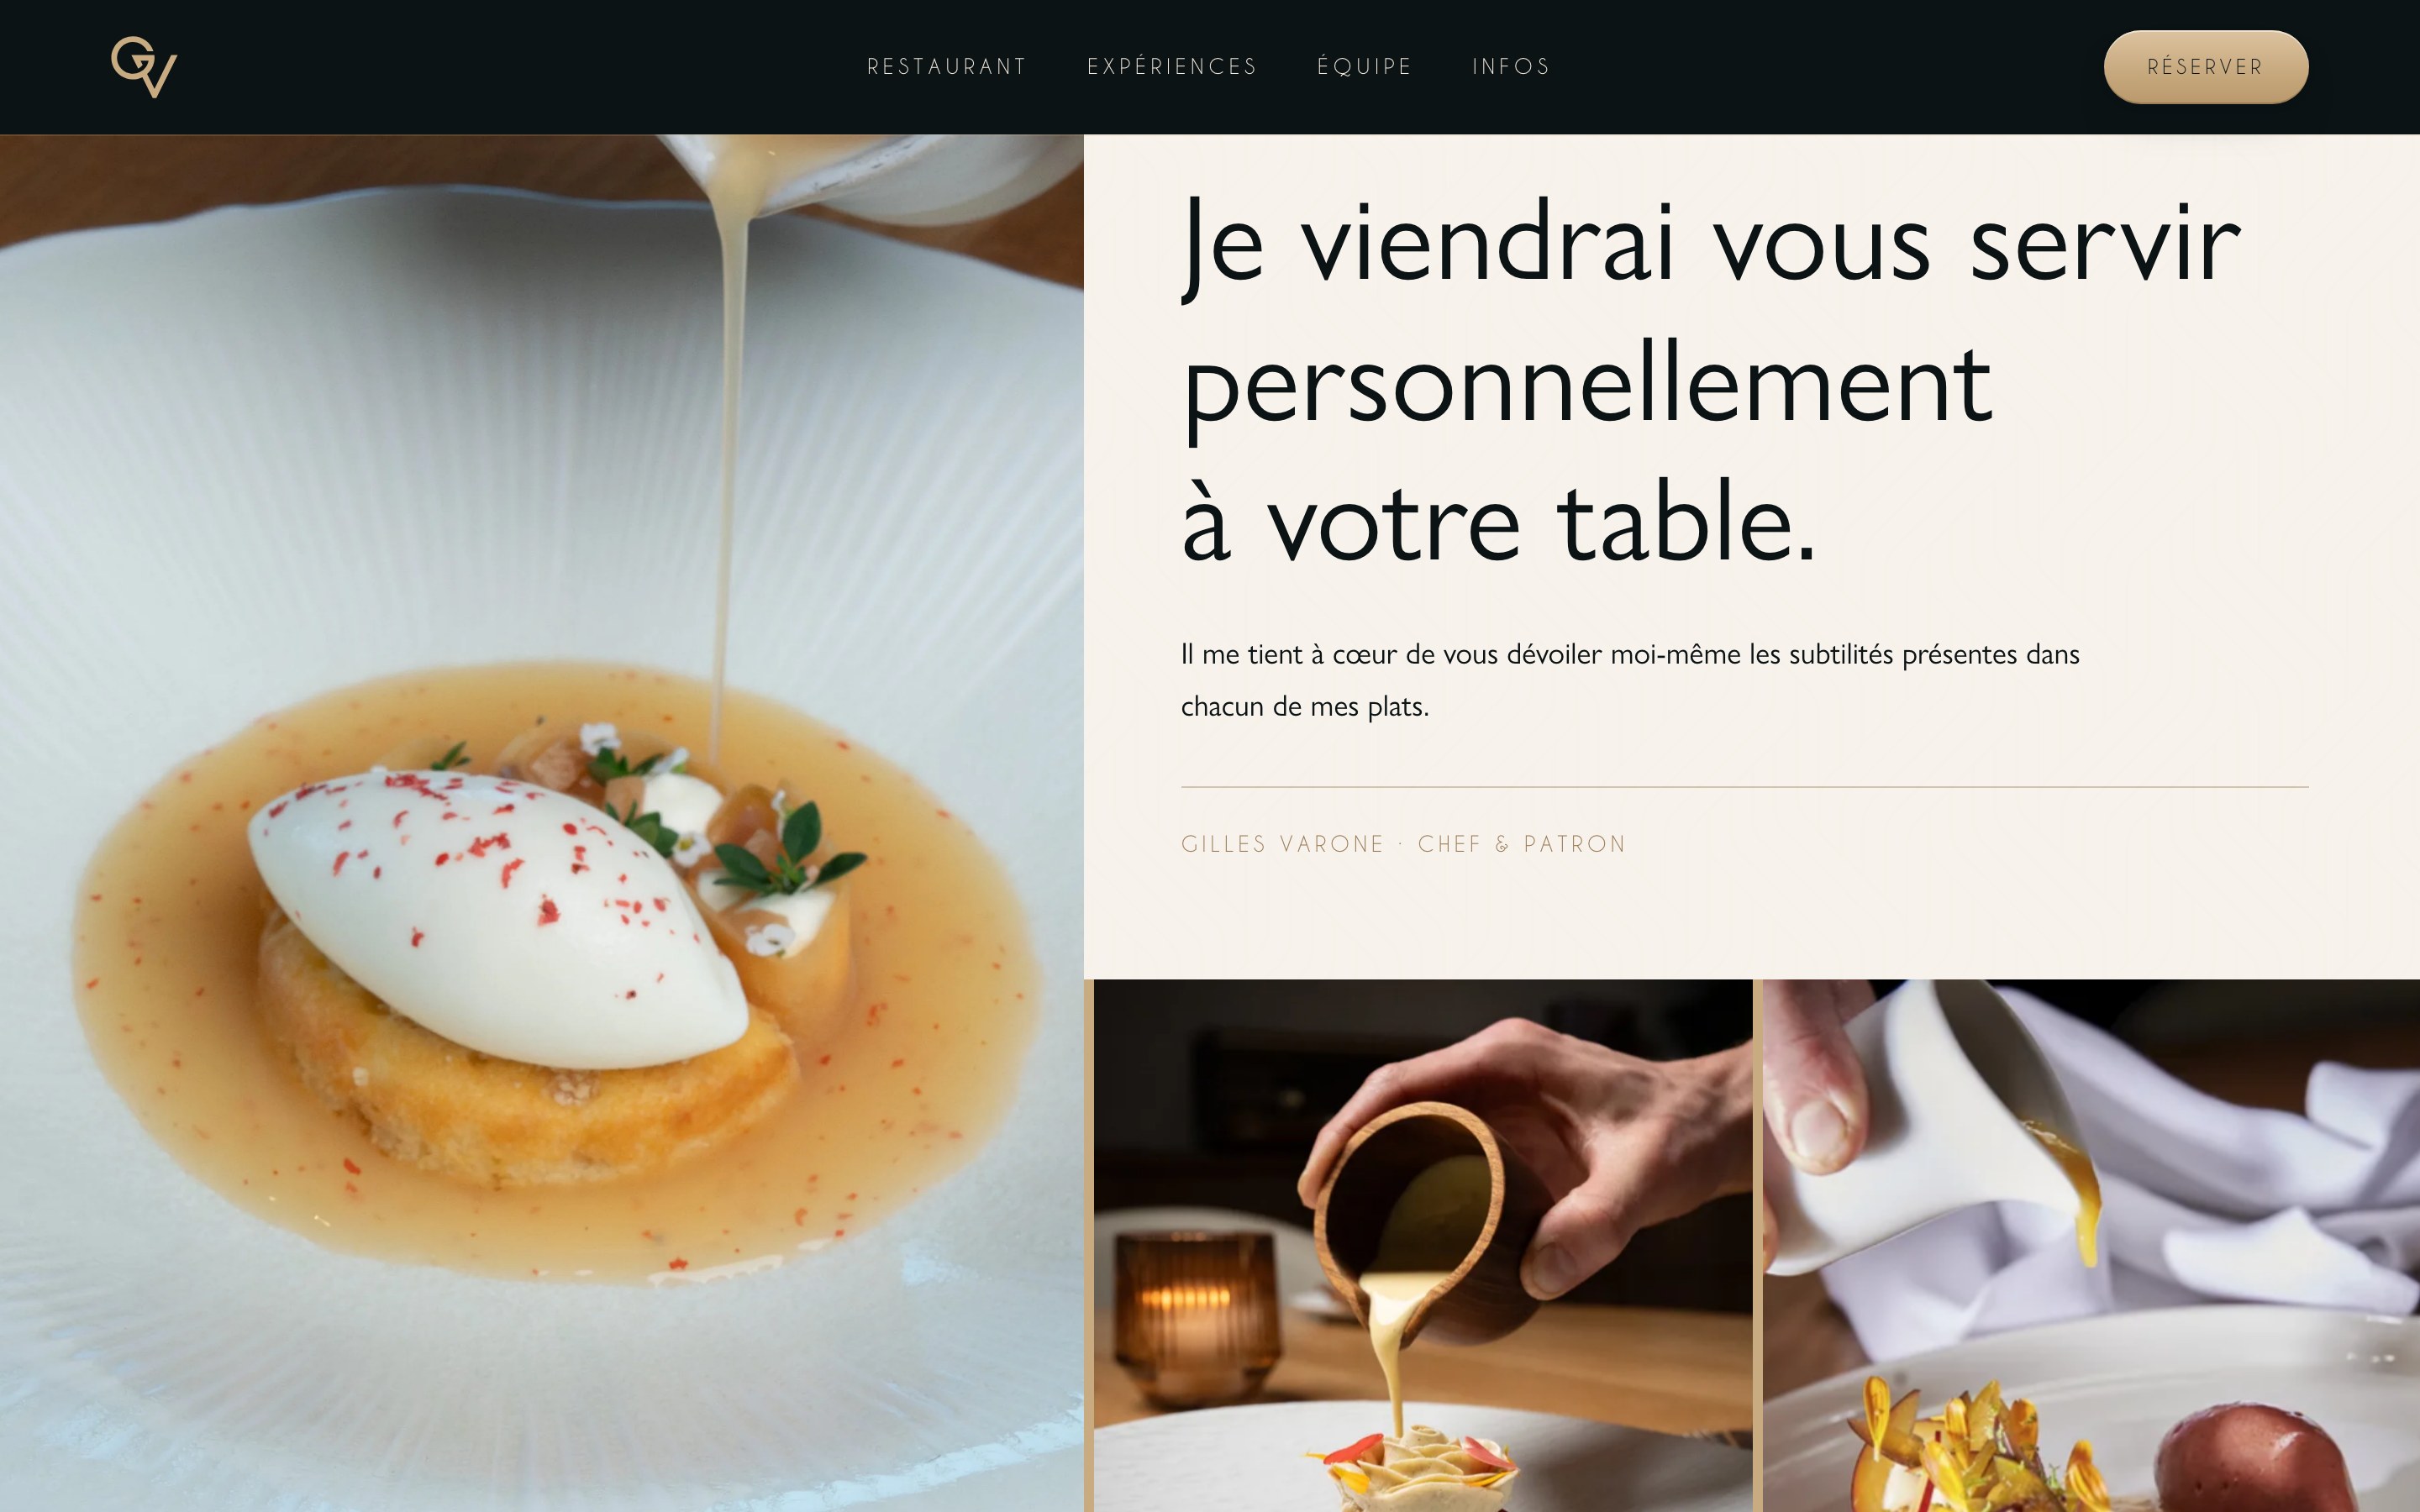 GV
RESTAURANT
EXPÉRIENCES
ÉQUIPE
INFOS
RÉSERVER
Je viendrai vous servir
personnellement
à votre table.
Il me tient à cœur de vous dévoiler moi-même les subtilités présentes dans
chacun de mes plats.
GILLES VARONE · CHEF & PATRON